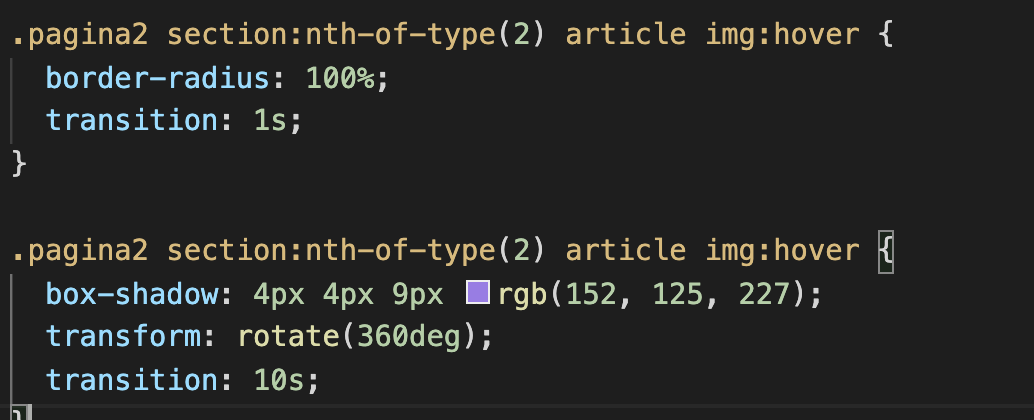 .pagina2 section:nth-of-type(2) article img:hover {
border-radius: 100%;
transition: 1s;
}
.pagina2 section:nth-of-type(2) article img:hover {
box-shadow: 4px 4px 9px rgb(152, 125, 227);
transform: rotate(360deg);
transition: 10s;
}